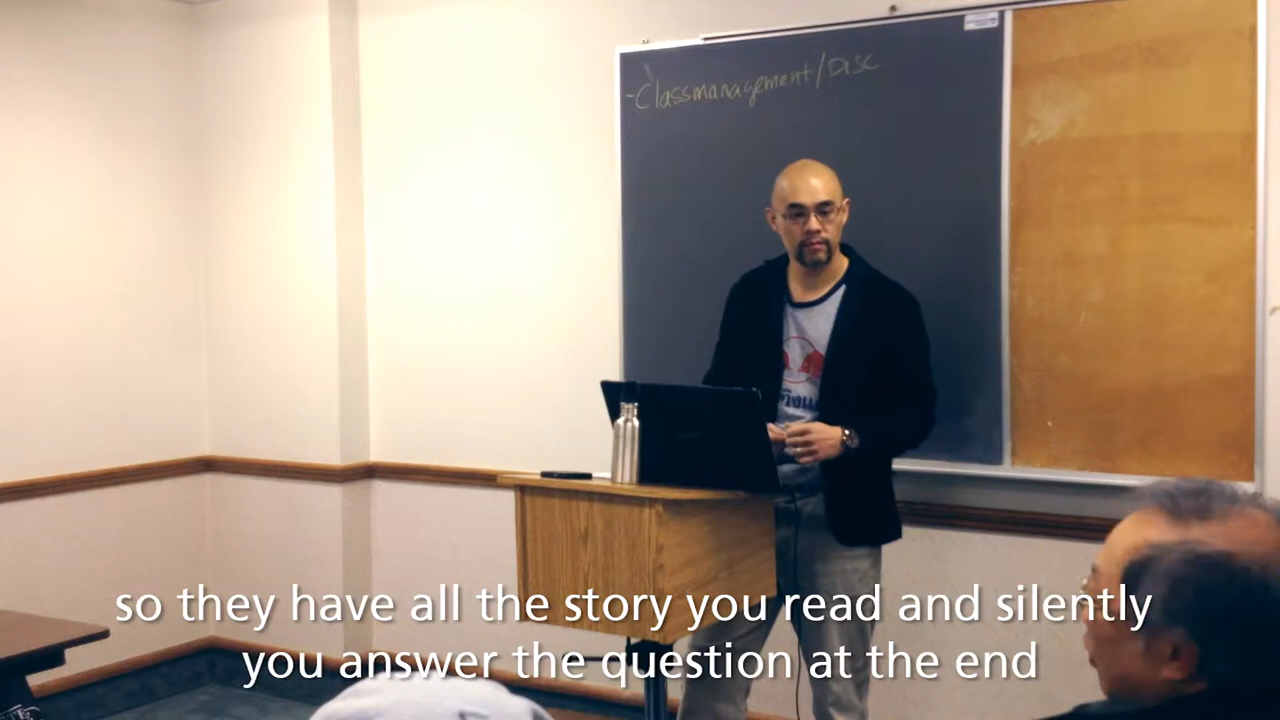 -Classmanagement/Disc
so they have all the story you read and silently
you answer the question at the end